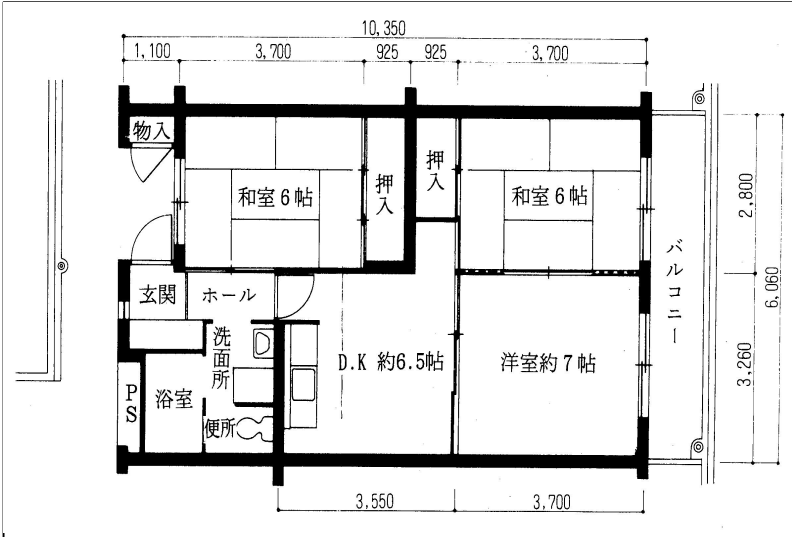 10,350
1,100
3,700
925
925
3,700
物入
和室6帖
押入
押入
和室6帖
2,800
バルコニー
6,060
玄関
ホール
洗面所
D.K 約6.5帖
洋室約7帖
3,260
PS
浴室
便所
3,550
3,700